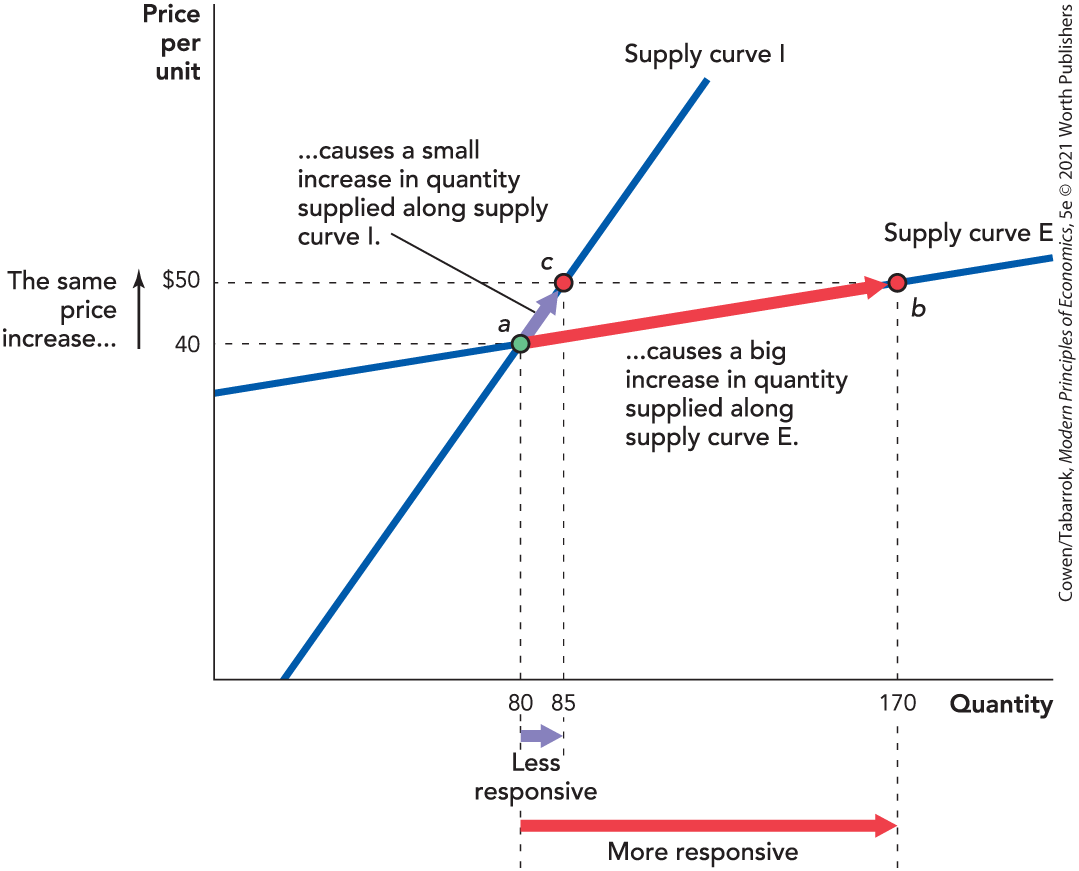 Price
per
unit
Supply curve I
...causes a small
increase in quantity
supplied along supply
curve I.
Supply curve E
The same
price
increase...
$50
40
c
a
b
...causes a big
increase in quantity
supplied along
supply curve E.
80
85
170
Quantity
Less
responsive
More responsive
Cowen/Tabarrok, Modern Principles of Economics, 5e © 2021 Worth Publishers